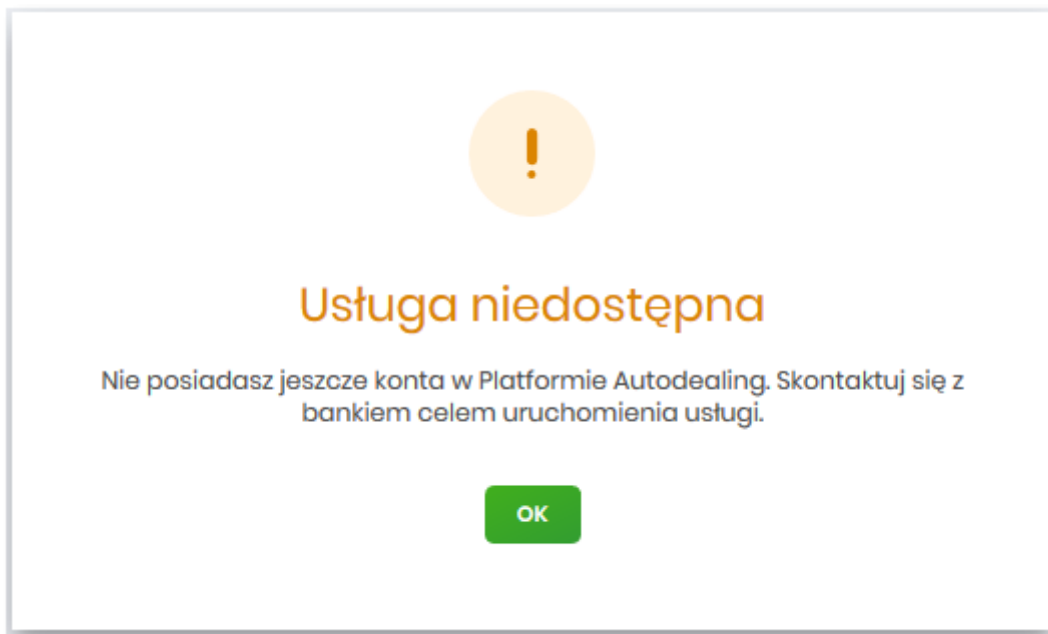 Usługa niedostępna
Nie posiadasz jeszcze konta w Platformie Autodealing. Skontaktuj się z
bankiem celem uruchomienia usługi.
OK